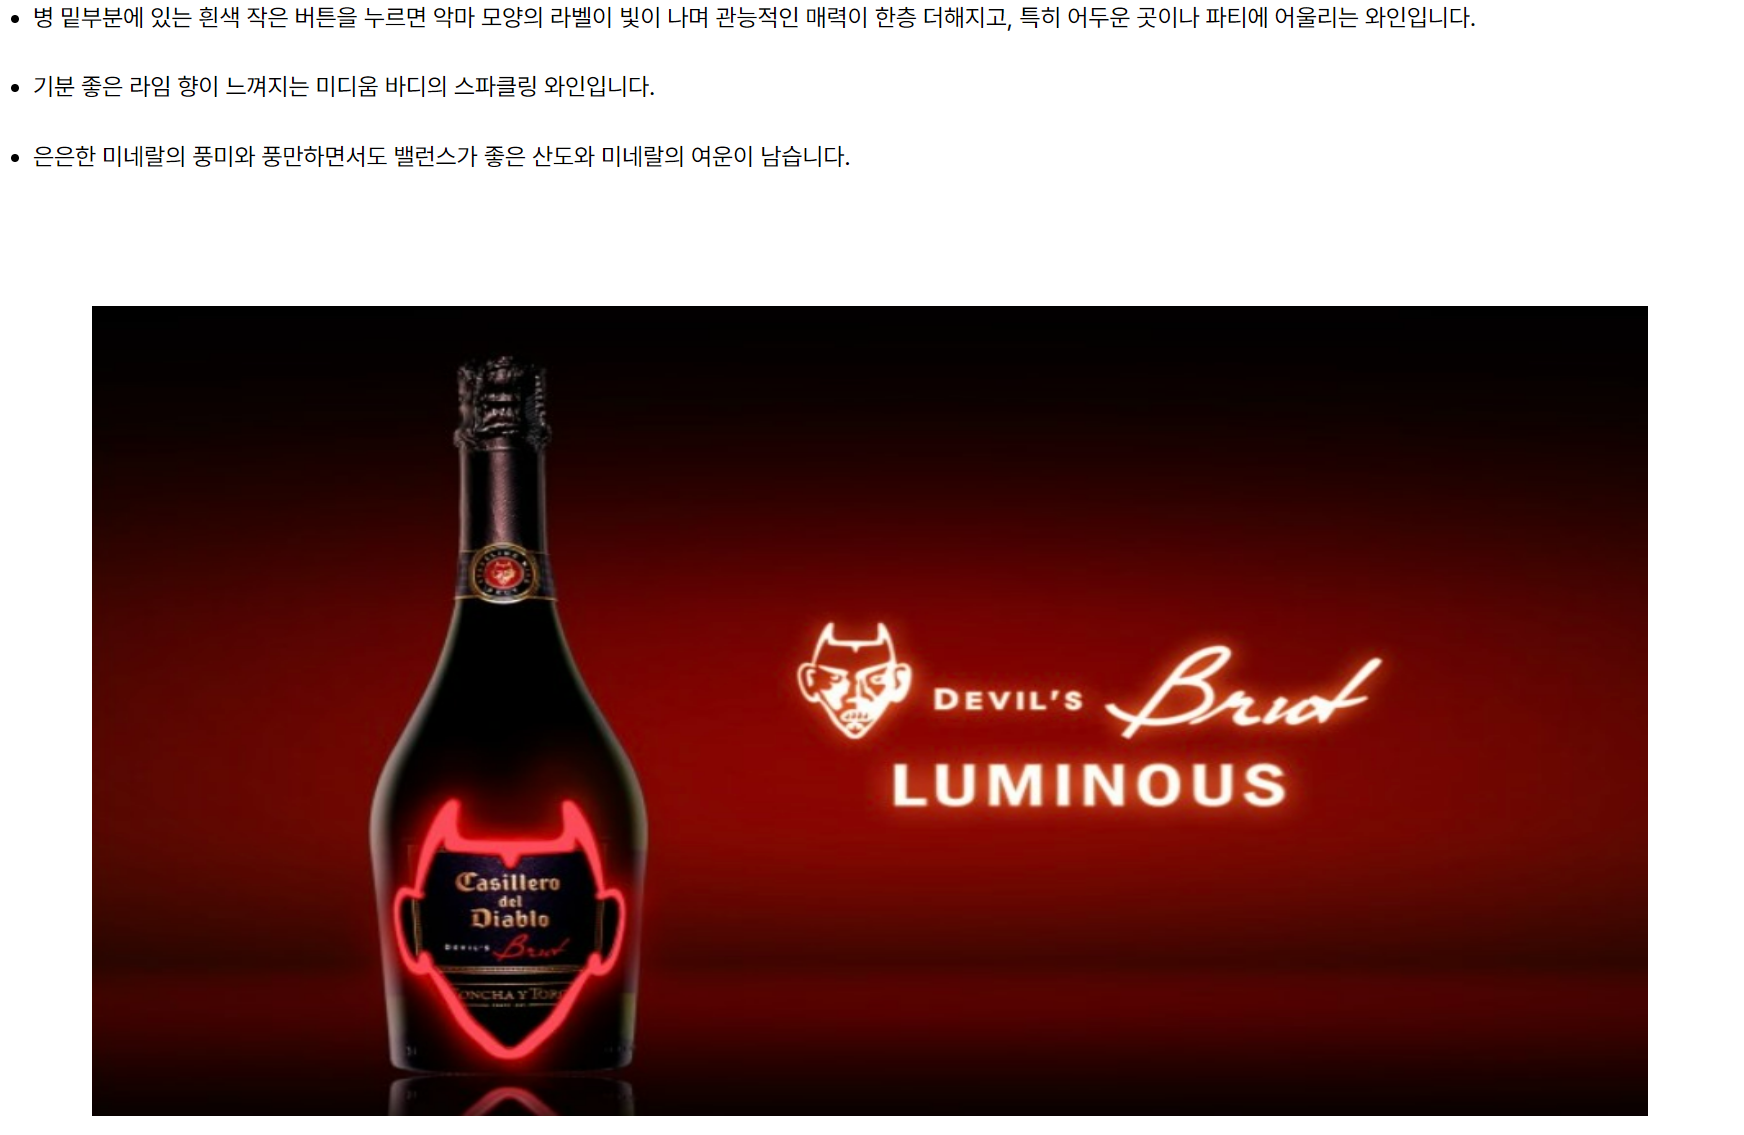 병 밑부분에 있는 흰색 작은 버튼을 누르면 악마 모양의 라벨이 빛이 나며 관능적인 매력이 한층 더해지고, 특히 어두운 곳이나 파티에 어울리는 와인입니다.
기분 좋은 라임 향이 느껴지는 미디움 바디의 스파클링 와인입니다.
은은한 미네랄의 풍미와 풍만하면서도 밸런스가 좋은 산도와 미네랄의 여운이 남습니다.
DEVIL'S Brut
LUMINOUS
Casillero
del
Diablo
DEVIL'S Brut
CONCHA Y TORO